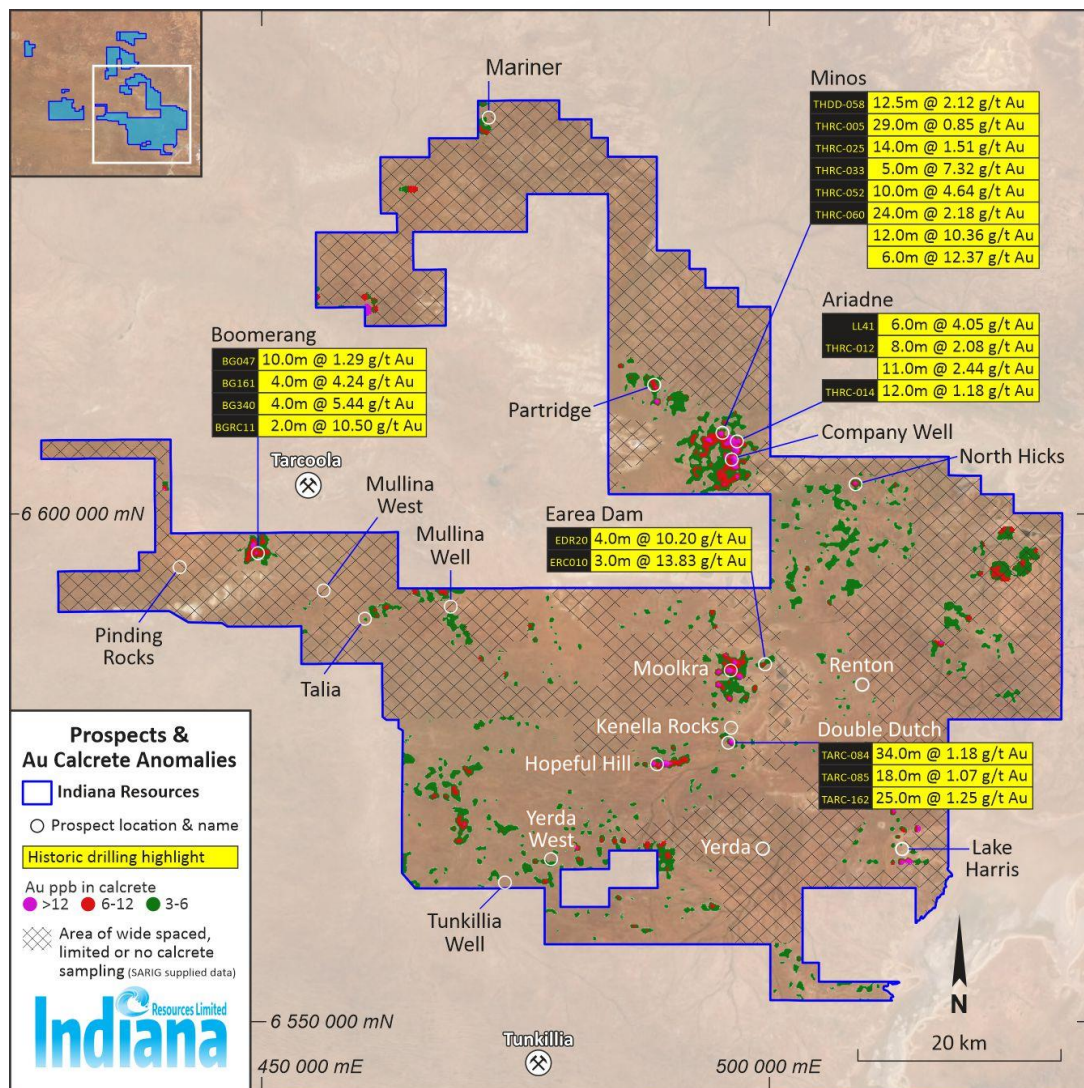 Mariner
Minos
THDD-058 12.5m @ 2.12 g/t Au
THRC-005 29.0m @ 0.85 g/t Au
THRC-025 14.0m @ 1.51 g/t Au
THRC-033 5.0m @ 7.32 g/t Au
THRC-052 10.0m @ 4.64 g/t Au
THRC-060 24.0m @ 2.18 g/t Au
12.0m @ 10.36 g/t Au
6.0m @ 12.37 g/t Au
Ariadne
LL41 6.0m @ 4.05 g/t Au
THRC-012 8.0m @ 2.08 g/t Au
11.0m @ 2.44 g/t Au
THRC-014 12.0m @ 1.18 g/t Au
Boomerang
BG047 10.0m @ 1.29 g/t Au
BG161 4.0m @ 4.24 g/t Au
BG340 4.0m @ 5.44 g/t Au
BGRC11 2.0m @ 10.50 g/t Au
Partridge
Company Well
North Hicks
Tarcoola
Mullina
West
Mullina
Well
6 600 000 mN
Earea Dam
EDR20 4.0m @ 10.20 g/t Au
ERC010 3.0m @ 13.83 g/t Au
Pinding
Rocks
Talia
Moolkra
Renton
Kenella Rocks
Double Dutch
TARC-084 34.0m @ 1.18 g/t Au
TARC-085 18.0m @ 1.07 g/t Au
TARC-162 25.0m @ 1.25 g/t Au
Hopeful Hill
Yerda
West
Yerda
Lake
Harris
Tunkillia
Well
Prospects &
Au Calcrete Anomalies
Indiana Resources
Prospect location & name
Historic drilling highlight
Au ppb in calcrete
>12 6-12 3-6
Area of wide spaced,
limited or no calcrete
sampling (SARIG supplied data)
Resources Limited
Indiana
6 550 000 mN
450 000 mE
Tunkillia
500 000 mE
N
20 km